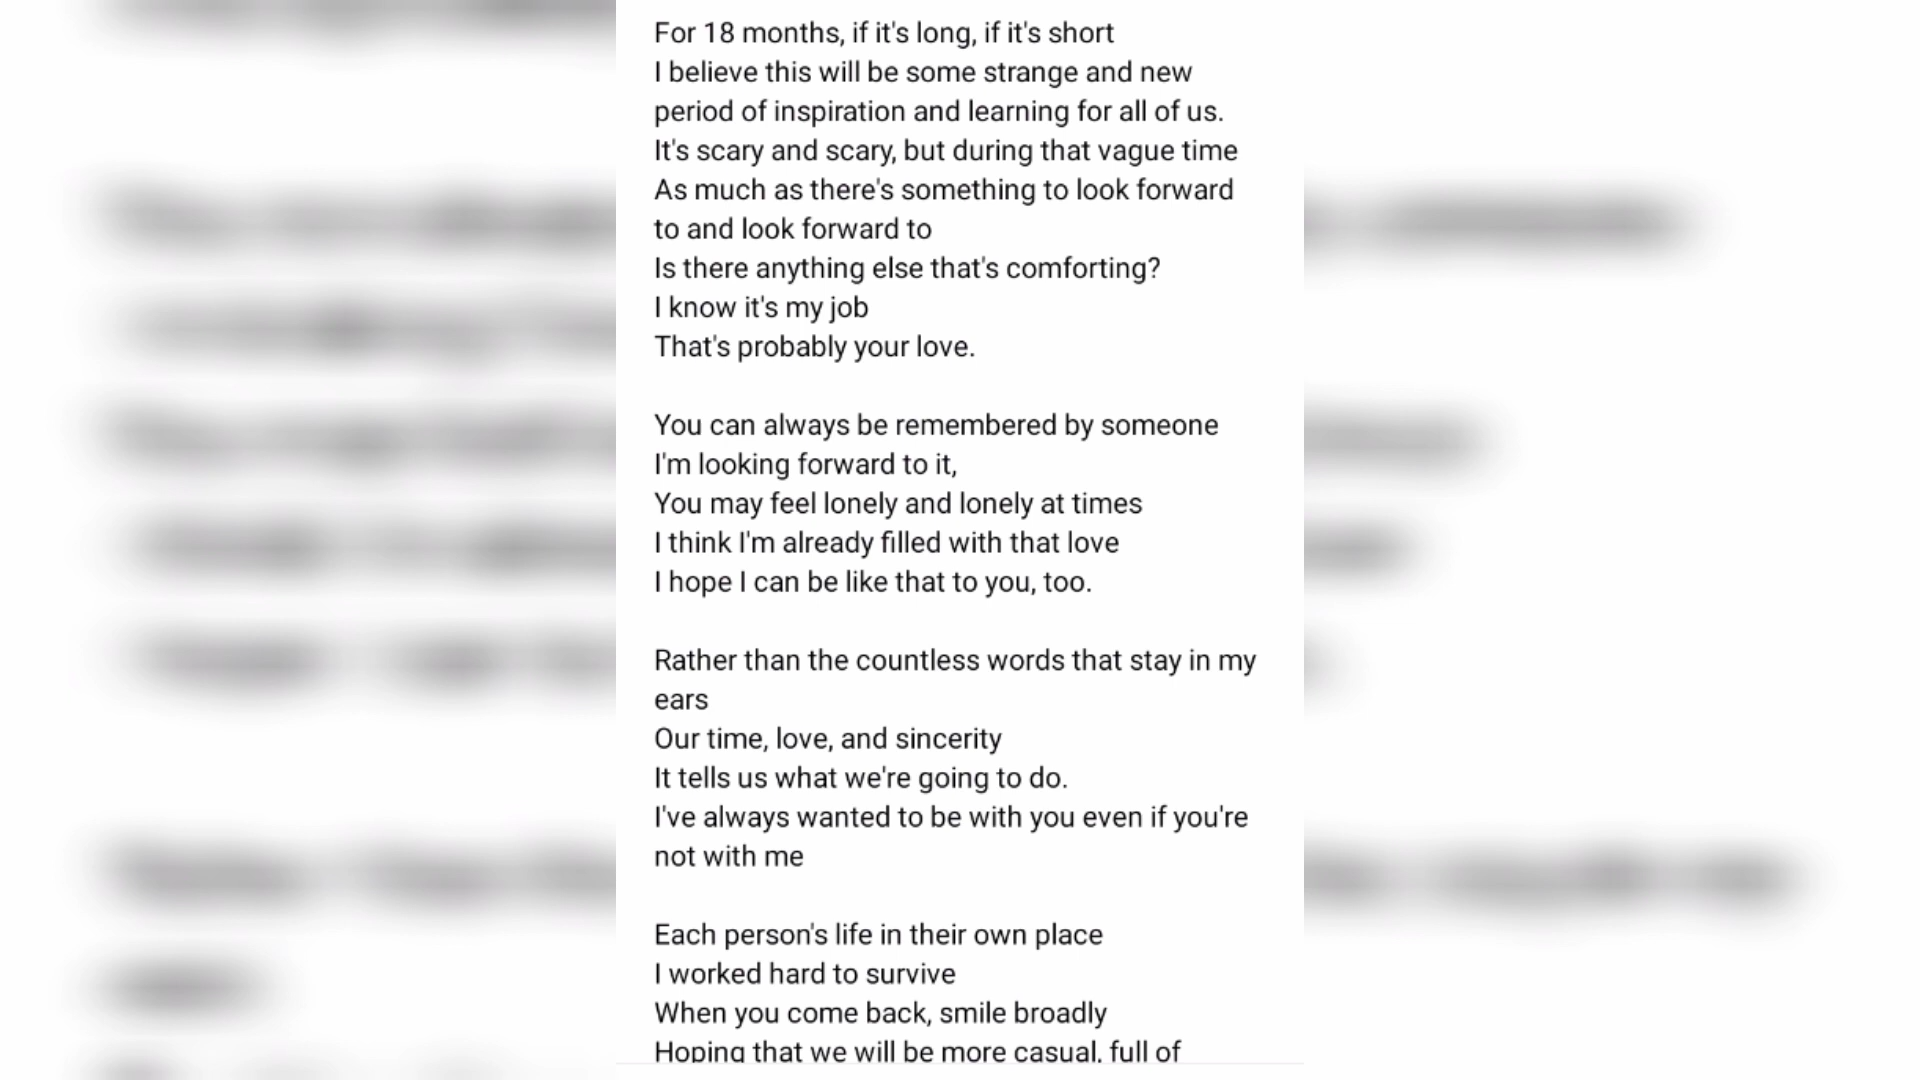 For 18 months, if it's long, if it's short
I believe this will be some strange and new
period of inspiration and learning for all of us.
It's scary and scary, but during that vague time
As much as there's something to look forward
to and look forward to
Is there anything else that's comforting?
I know it's my job
That's probably your love.
You can always be remembered by someone
I'm looking forward to it,
You may feel lonely and lonely at times
I think I'm already filled with that love
I hope I can be like that to you, too.
Rather than the countless words that stay in my
ears
Our time, love, and sincerity
It tells us what we're going to do.
I've always wanted to be with you even if you're
not with me
Each person's life in their own place
I worked hard to survive
When you come back, smile broadly
Hoping that we will be more casual, full of